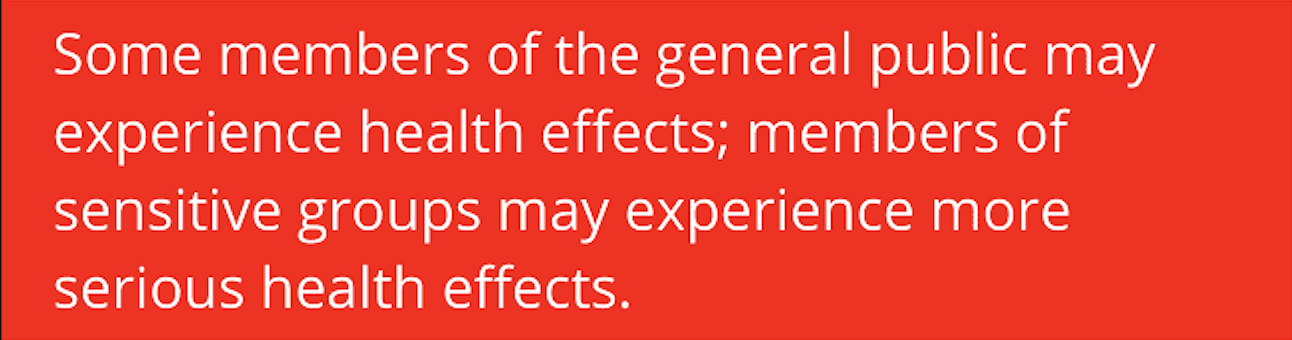 Some members of the general public may
experience health effects; members of
sensitive groups may experience more
serious health effects.